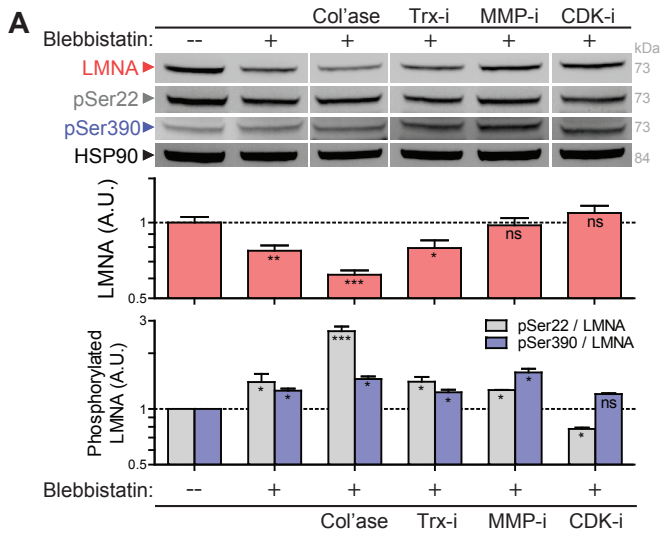 A
Col'ase Trx-i MMP-i CDK-i
Blebbistatin: -- + + + + + kDa
LMNA 73
pSer22 73
pSer390 73
HSP90 84
LMNA (A.U.)
1
0.5
** *** * ns ns
Phosphorylated
LMNA (A.U.)
3
1
0.5
pSer22 / LMNA
pSer390 / LMNA
* * *** * * * * * * ns
Blebbistatin: -- + + + + +
Col'ase Trx-i MMP-i CDK-i